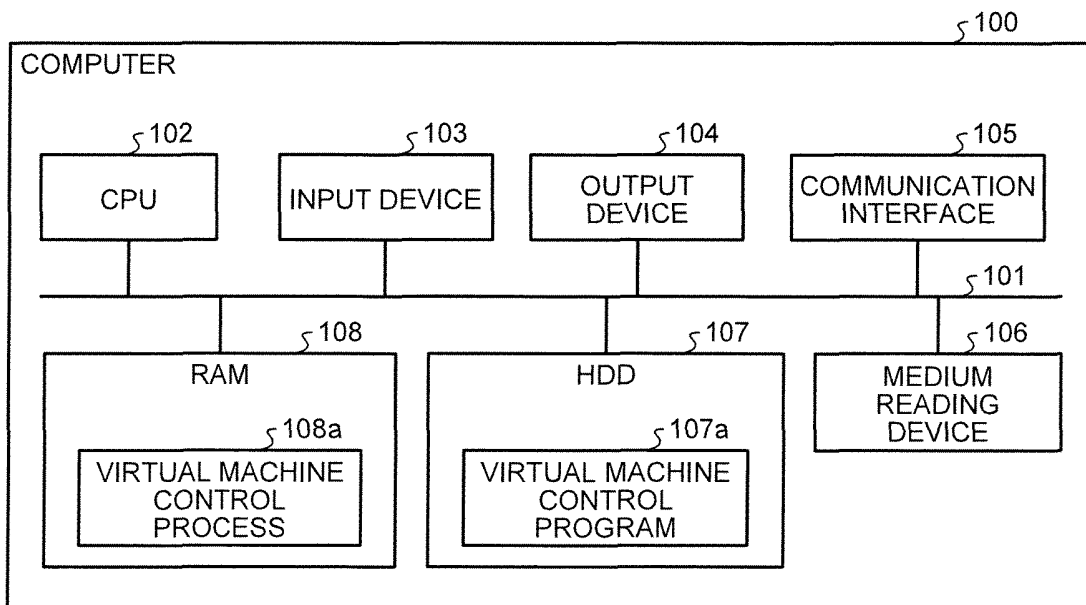 100
COMPUTER
102
103
104
105
CPU
INPUT DEVICE
OUTPUT
DEVICE
COMMUNICATION
INTERFACE
101
108
107
106
RAM
HDD
MEDIUM
READING
DEVICE
108a
107a
VIRTUAL MACHINE
CONTROL
PROCESS
VIRTUAL MACHINE
CONTROL
PROGRAM